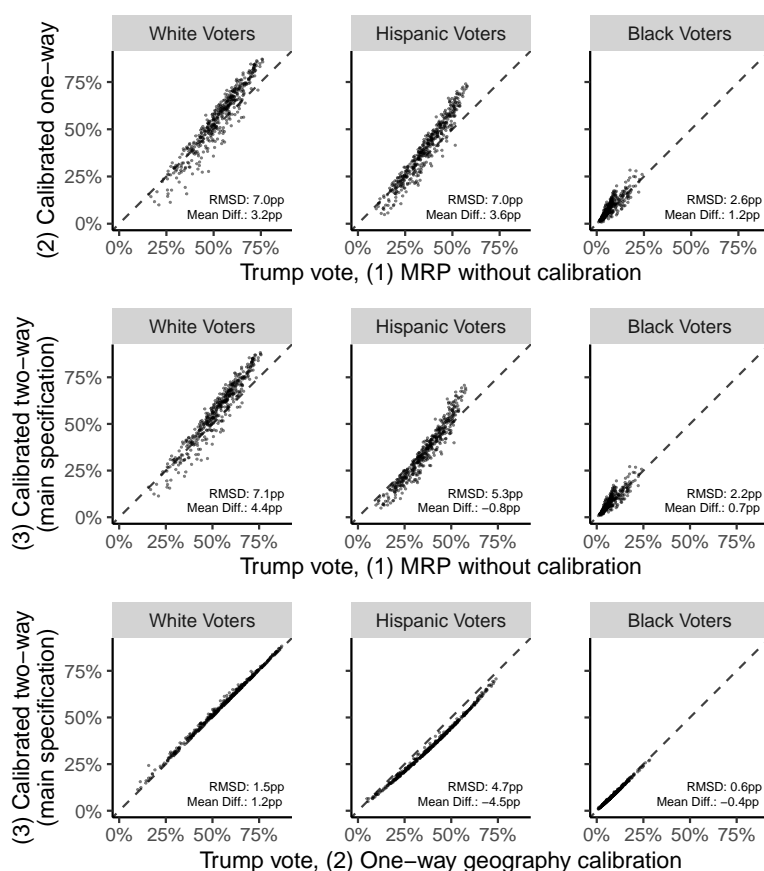 White Voters Hispanic Voters Black Voters
(2) Calibrated one−way
75%
50%
25%
0%
RMSD: 7.0pp RMSD: 7.0pp RMSD: 2.6pp
Mean Diff.: 3.2pp Mean Diff.: 3.6pp Mean Diff.: 1.2pp
0% 25% 50% 75% 0% 25% 50% 75% 0% 25% 50% 75%
Trump vote, (1) MRP without calibration
White Voters Hispanic Voters Black Voters
(3) Calibrated two−way
(main specification)
75%
50%
25%
0%
RMSD: 7.1pp RMSD: 5.3pp RMSD: 2.2pp
Mean Diff.: 4.4pp Mean Diff.: −0.8pp Mean Diff.: 0.7pp
0% 25% 50% 75% 0% 25% 50% 75% 0% 25% 50% 75%
Trump vote, (1) MRP without calibration
White Voters Hispanic Voters Black Voters
(3) Calibrated two−way
(main specification)
75%
50%
25%
0%
RMSD: 1.5pp RMSD: 4.7pp RMSD: 0.6pp
Mean Diff.: 1.2pp Mean Diff.: −4.5pp Mean Diff.: −0.4pp
0% 25% 50% 75% 0% 25% 50% 75% 0% 25% 50% 75%
Trump vote, (2) One−way geography calibration